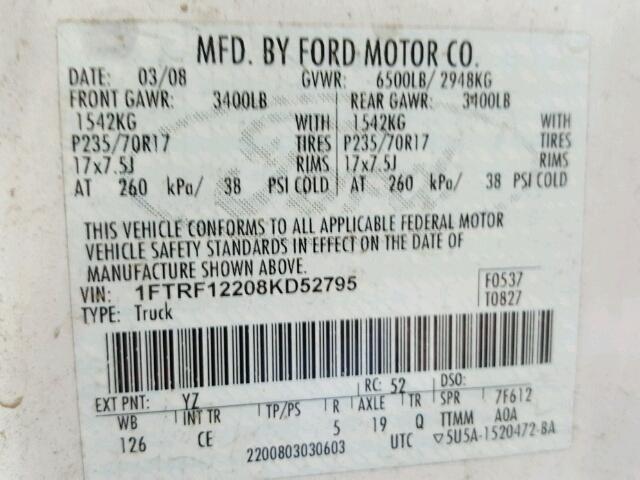 MFD. BY FORD MOTOR CO.
DATE: 03/08 GVWR: 6500LB/ 2948KG
FRONT GAWR: 3400LB REAR GAWR: 3400LB
1542KG WITH 1542KG WITH
P235/70R17 TIRES P235/70R17 TIRES
17x7.5J RIMS 17x7.5J RIMS
AT 260 kPa/ 38 PSI COLD AT 260 kPa/ 38 PSI COLD
THIS VEHICLE CONFORMS TO ALL APPLICABLE FEDERAL MOTOR
VEHICLE SAFETY STANDARDS IN EFFECT ON THE DATE OF
MANUFACTURE SHOWN ABOVE.
VIN: 1FTRF12208KD52795 F0537
TYPE: Truck T0827
EXT PNT: YZ RC: 52 DSO:
WB INT TR TP/PS R AXLE TR SPR 7F612
126 CE 5 19 Q TTMM A0A
2200803030603 UTC ▽5U5A-1520472-BA